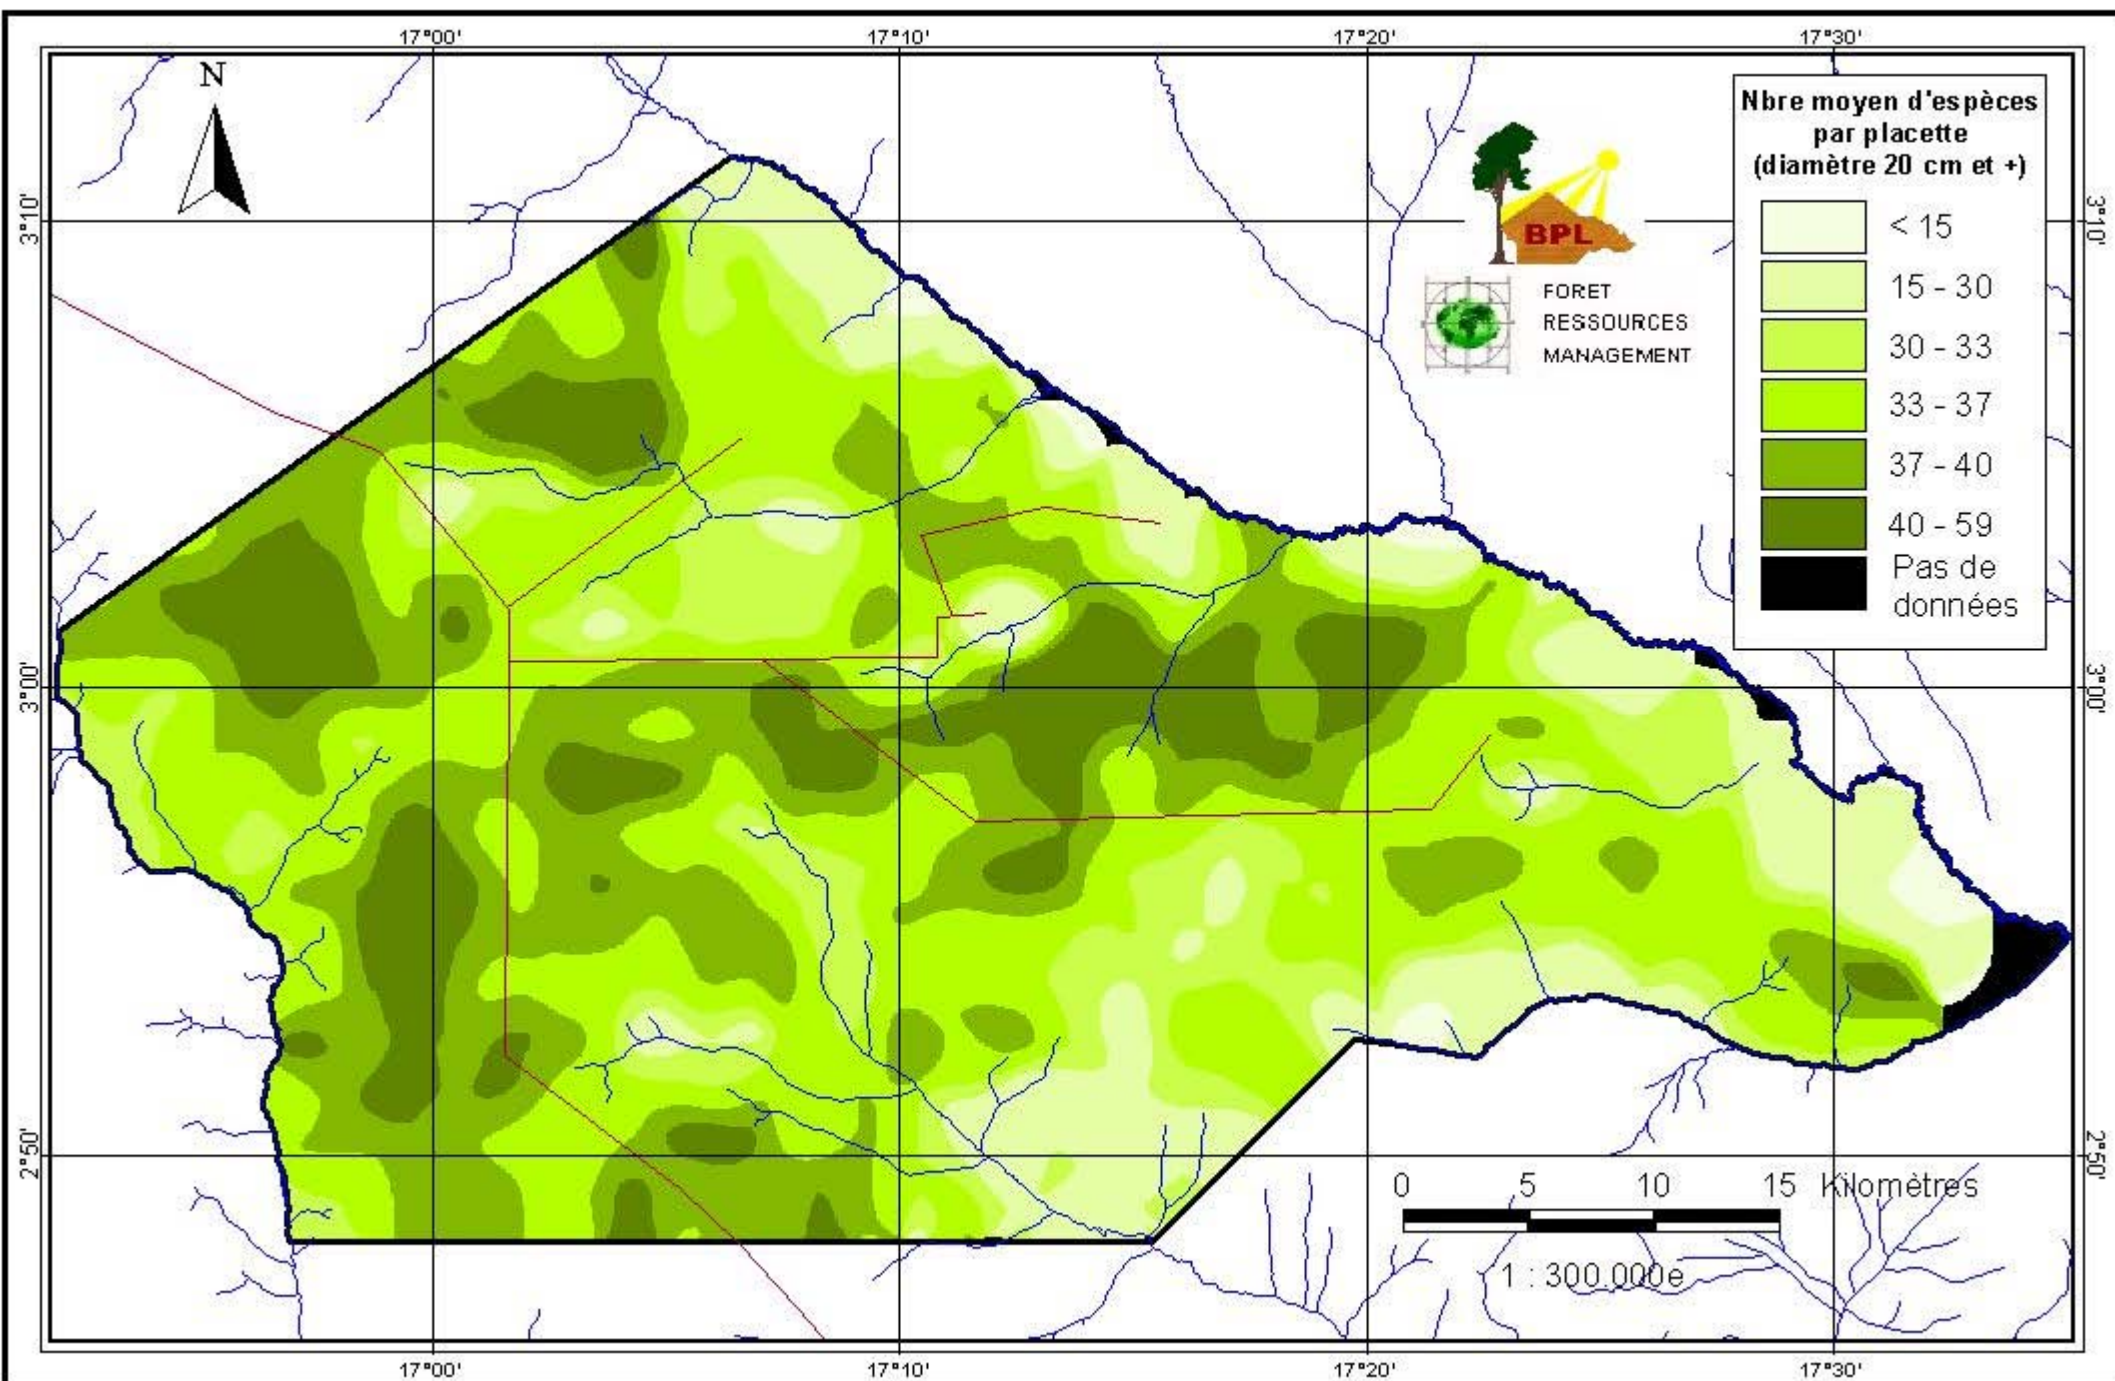 17°00'
17°10'
17°20'
17°30'
N
Nbre moyen d'espèces
par placette
(diamètre 20 cm et +)
< 15
15 - 30
30 - 33
33 - 37
37 - 40
40 - 59
Pas de
données
BPL
FORET
RESSOURCES
MANAGEMENT
3°10'
3°10'
3°00'
3°00'
2°50'
2°50'
0 5 10 15 Kilomètres
1 : 300.000e
17°00'
17°10'
17°20'
17°30'